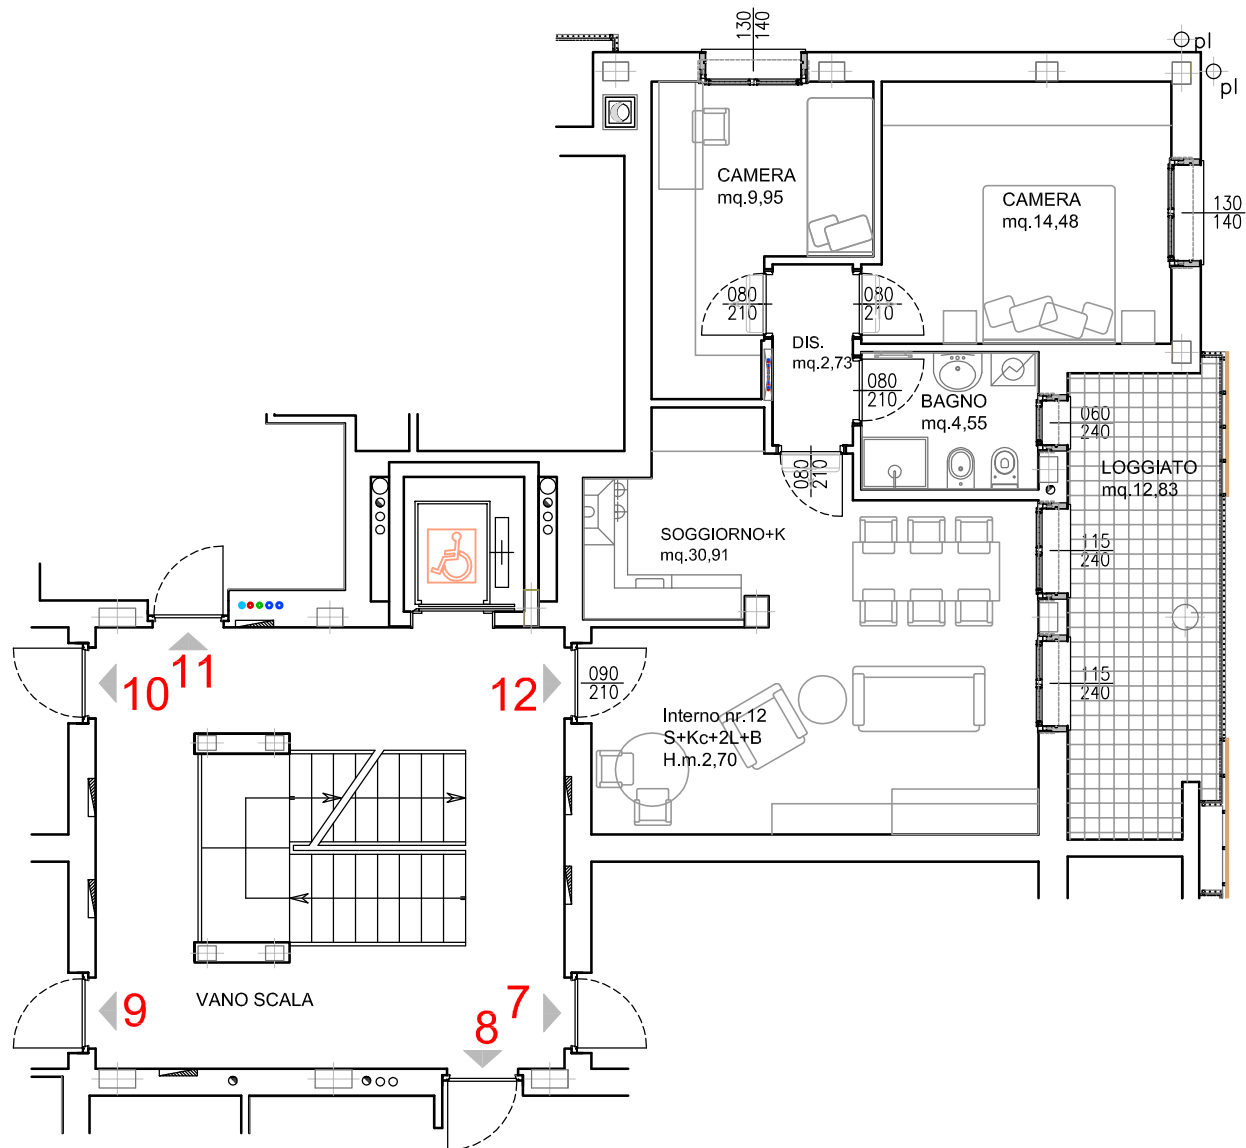 130
140
pl
pl
CAMERA
mq.9,95
CAMERA
mq.14,48
130
140
080
210
080
210
DIS.
mq.2,73
080
210
BAGNO
mq.4,55
060
240
080
210
LOGGIATO
mq.12,83
SOGGIORNO+K
mq.30,91
115
240
11
10
12
090
210
115
240
Interno nr.12
S+Kc+2L+B
H.m.2,70
VANO SCALA
9
7
8